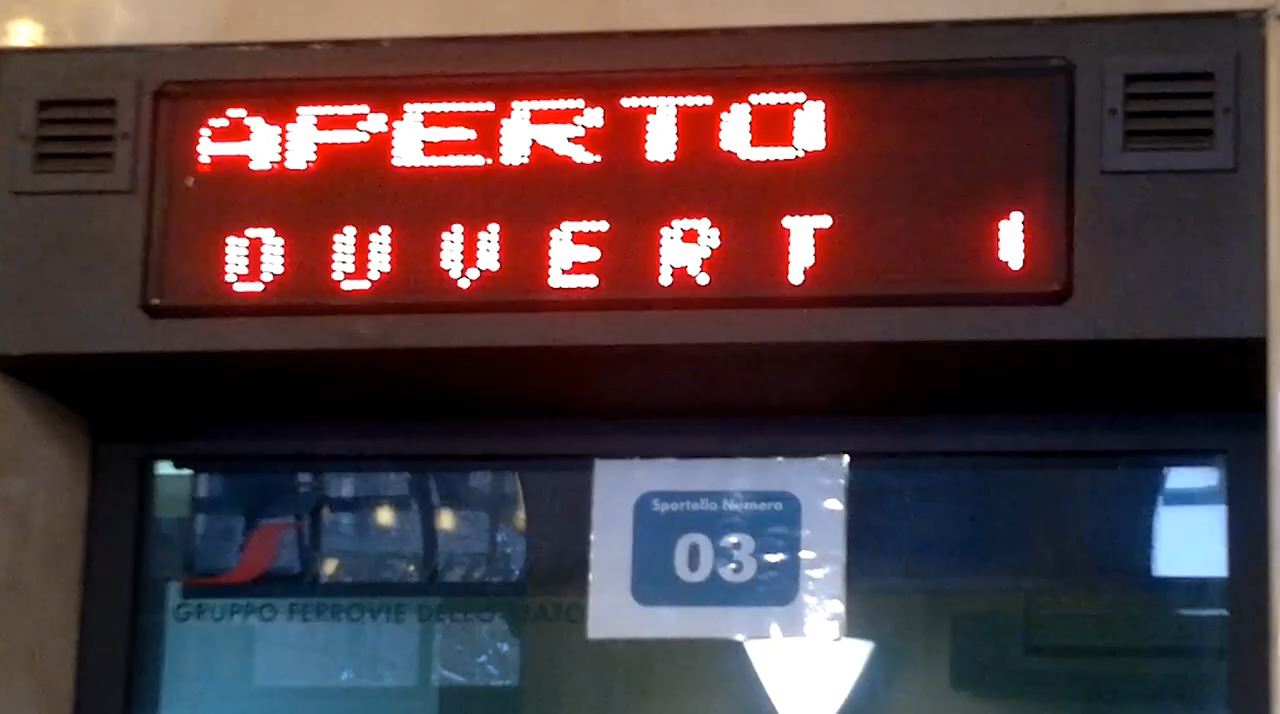 APERTO
OUVERT
Sportello Numero
03
GRUPPO FERROVIE DELLO STATO